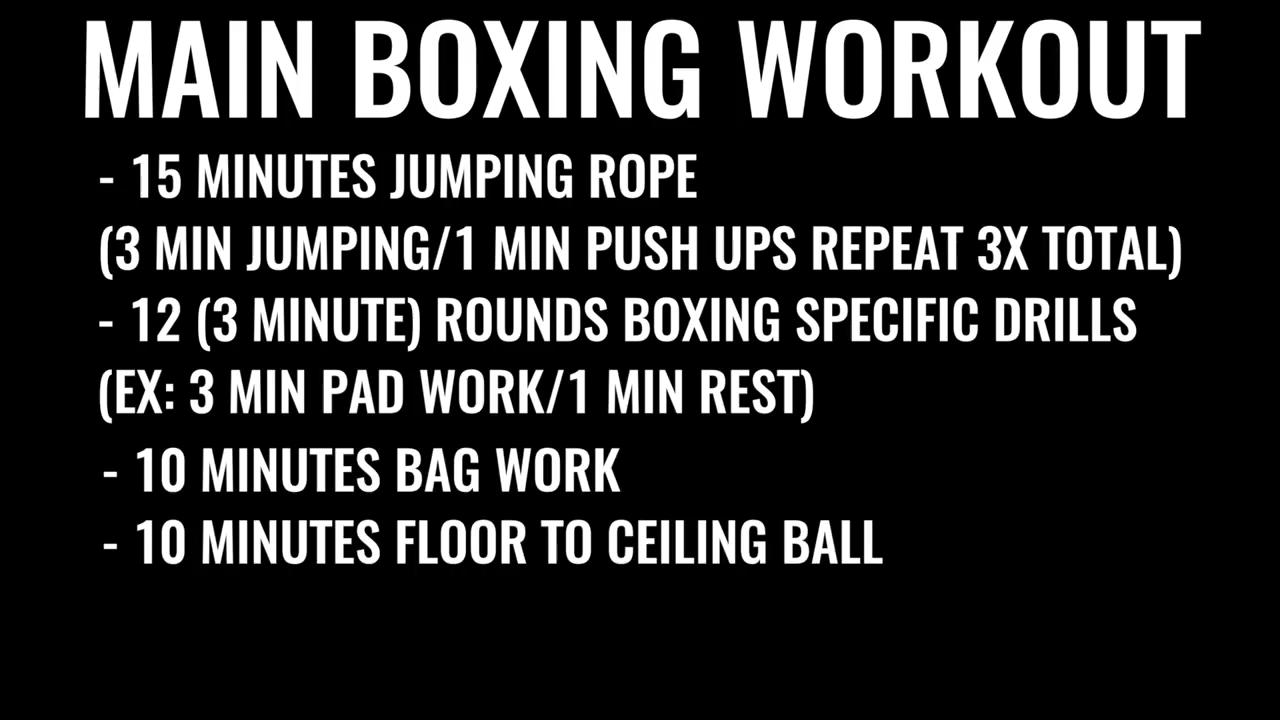 MAIN BOXING WORKOUT
- 15 MINUTES JUMPING ROPE
(3 MIN JUMPING/1 MIN PUSH UPS REPEAT 3X TOTAL)
- 12 (3 MINUTE) ROUNDS BOXING SPECIFIC DRILLS
(EX: 3 MIN PAD WORK/1 MIN REST)
- 10 MINUTES BAG WORK
- 10 MINUTES FLOOR TO CEILING BALL